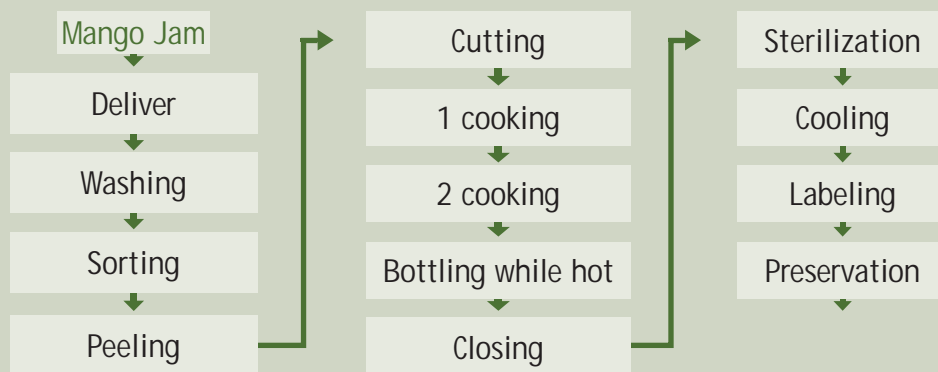 Mango Jam
Deliver
Washing
Sorting
Peeling
Cutting
1 cooking
2 cooking
Bottling while hot
Closing
Sterilization
Cooling
Labeling
Preservation